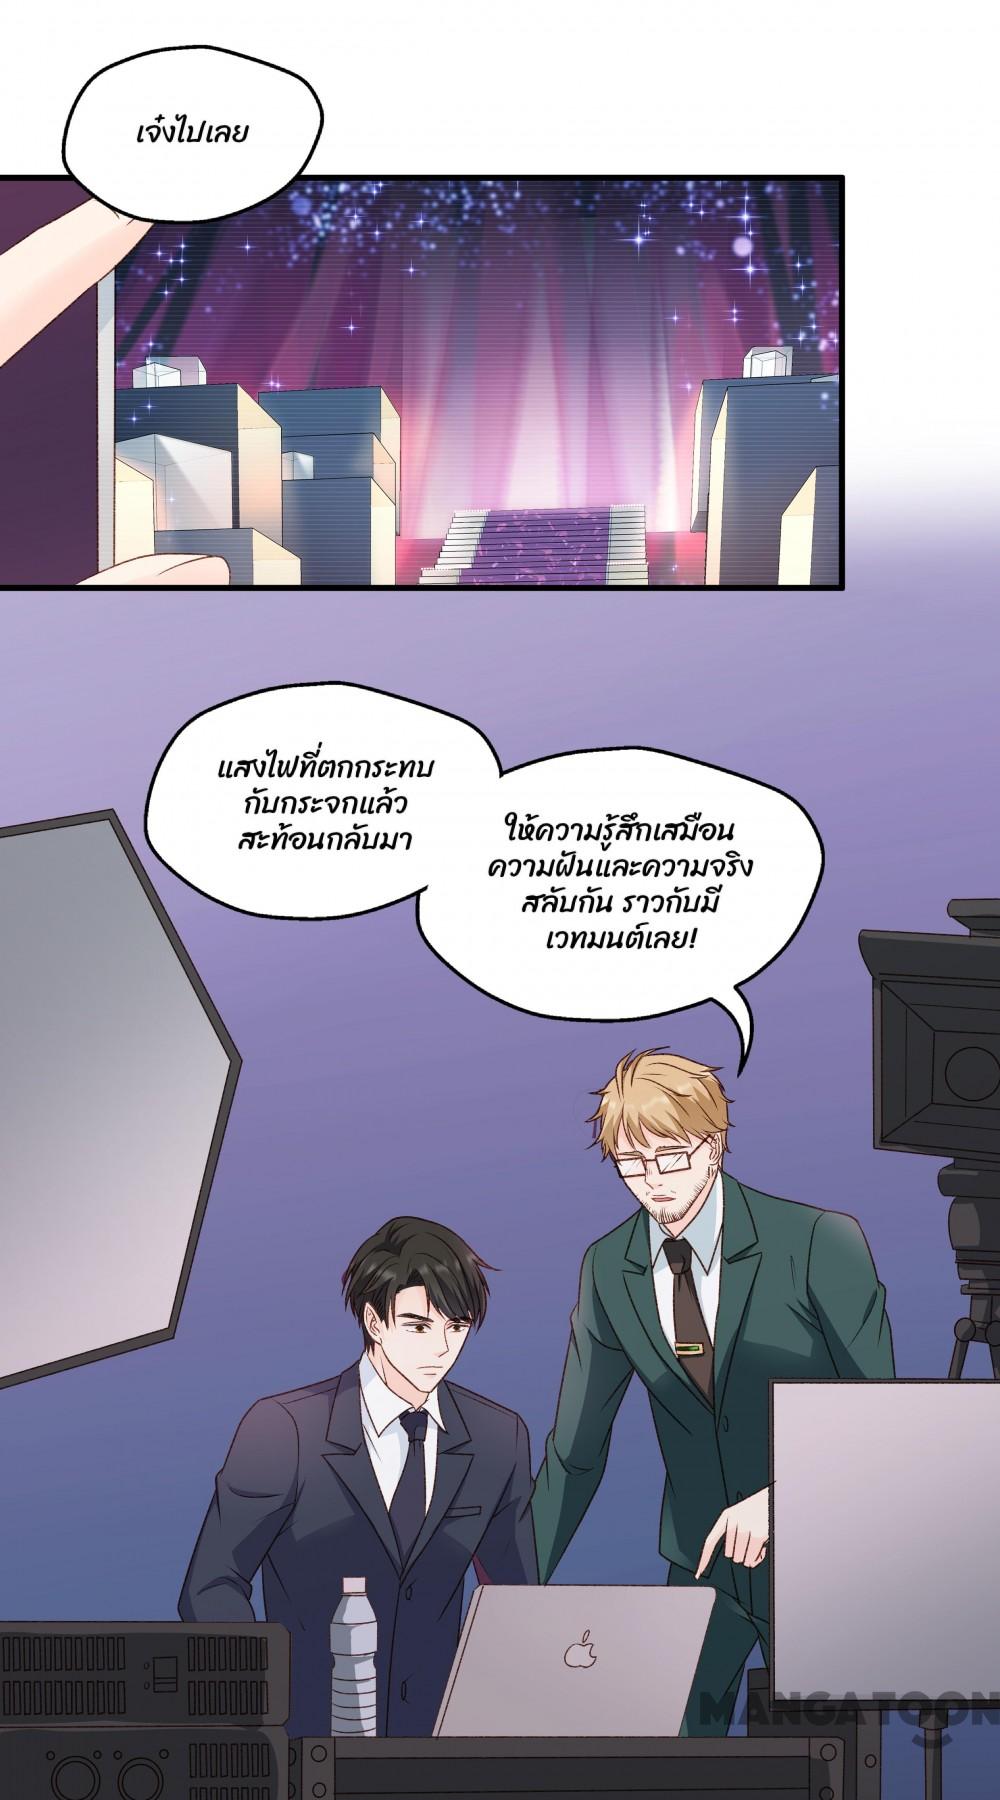 เจ๋งไปเลย
แสงไฟที่ตกกระทบ
กับกระจกแล้ว
สะท้อนกลับมา
ให้ความรู้สึกเสมือน
ความฝันและความจริง
สลับกัน ราวกับมี
เวทมนต์เลย!
MANGATOON